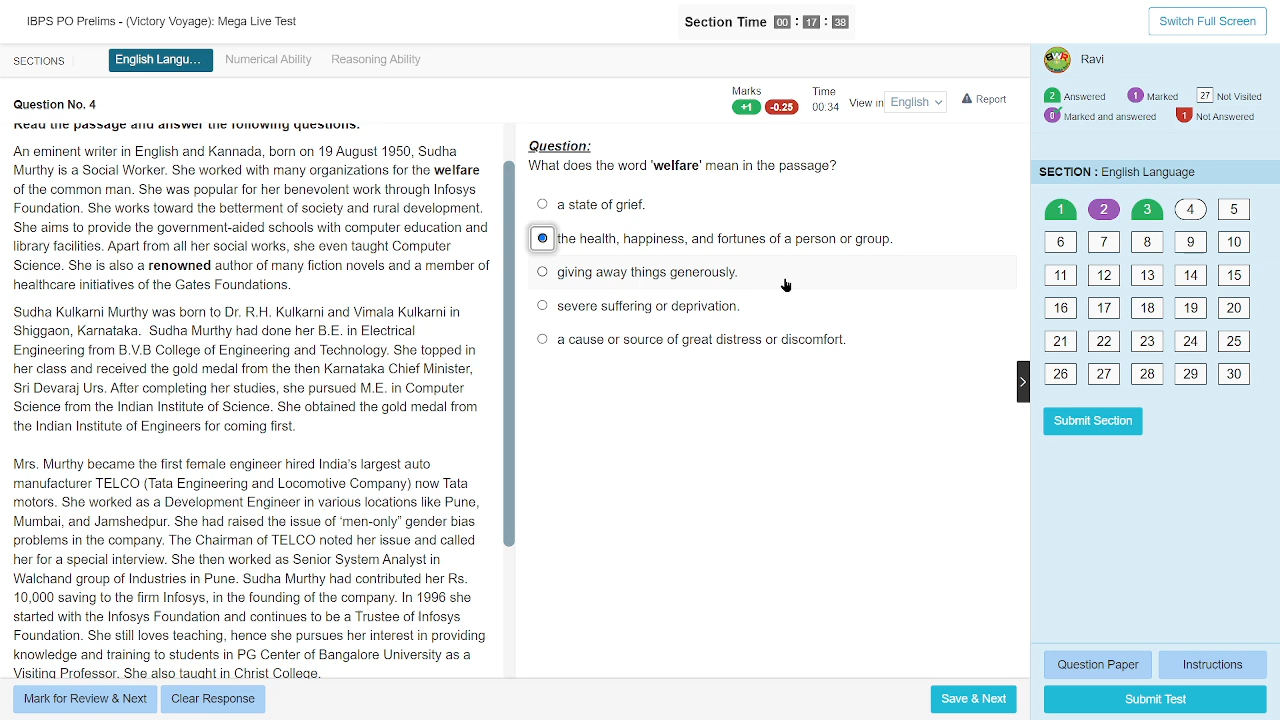 IBPS PO Prelims - (Victory Voyage): Mega Live Test
Section Time 00 : 17 : 38
Switch Full Screen
SECTIONS
English Langu...
Numerical Ability
Reasoning Ability
Ravi
Question No. 4
Marks
+1 -0.25
Time
00:34
View in English
Report
2 Answered
1 Marked
27 Not Visited
0 Marked and answered
1 Not Answered
Read the passage and answer the following questions.
An eminent writer in English and Kannada, born on 19 August 1950, Sudha
Murthy is a Social Worker. She worked with many organizations for the welfare
of the common man. She was popular for her benevolent work through Infosys
Foundation. She works toward the betterment of society and rural development.
She aims to provide the government-aided schools with computer education and
library facilities. Apart from all her social works, she even taught Computer
Science. She is also a renowned author of many fiction novels and a member of
healthcare initiatives of the Gates Foundations.
Sudha Kulkarni Murthy was born to Dr. R.H. Kulkarni and Vimala Kulkarni in
Shiggaon, Karnataka. Sudha Murthy had done her B.E. in Electrical
Engineering from B.V.B College of Engineering and Technology. She topped in
her class and received the gold medal from the then Karnataka Chief Minister,
Sri Devaraj Urs. After completing her studies, she pursued M.E. in Computer
Science from the Indian Institute of Science. She obtained the gold medal from
the Indian Institute of Engineers for coming first.
Mrs. Murthy became the first female engineer hired India's largest auto
manufacturer TELCO (Tata Engineering and Locomotive Company) now Tata
motors. She worked as a Development Engineer in various locations like Pune,
Mumbai, and Jamshedpur. She had raised the issue of 'men-only" gender bias
problems in the company. The Chairman of TELCO noted her issue and called
her for a special interview. She then worked as Senior System Analyst in
Walchand group of Industries in Pune. Sudha Murthy had contributed her Rs.
10,000 saving to the firm Infosys, in the founding of the company. In 1996 she
started with the Infosys Foundation and continues to be a Trustee of Infosys
Foundation. She still loves teaching, hence she pursues her interest in providing
knowledge and training to students in PG Center of Bangalore University as a
Visiting Professor. She also taught in Christ College.
Question:
What does the word 'welfare' mean in the passage?
a state of grief.
the health, happiness, and fortunes of a person or group.
giving away things generously.
severe suffering or deprivation.
a cause or source of great distress or discomfort.
SECTION : English Language
1 2 3 4 5
6 7 8 9 10
11 12 13 14 15
16 17 18 19 20
21 22 23 24 25
26 27 28 29 30
Submit Section
Question Paper
Instructions
Mark for Review & Next
Clear Response
Save & Next
Submit Test